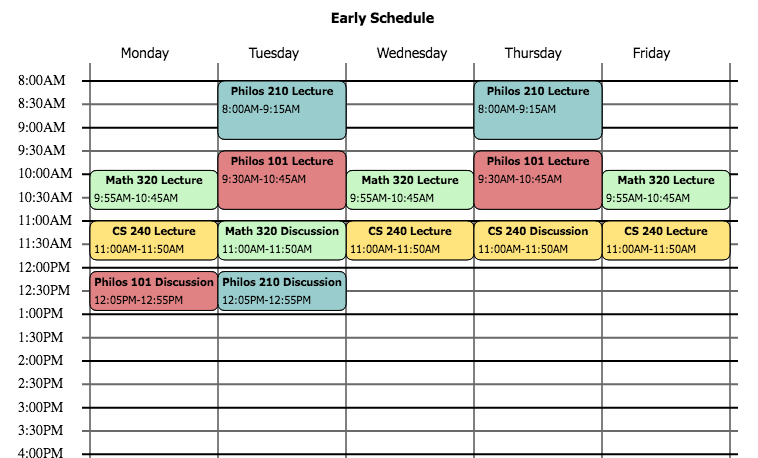 Early Schedule
Monday Tuesday Wednesday Thursday Friday
8:00AM
Philos 210 Lecture Philos 210 Lecture
8:30AM 8:00AM-9:15AM 8:00AM-9:15AM
9:00AM
9:30AM
Philos 101 Lecture Philos 101 Lecture
10:00AM 9:30AM-10:45AM 9:30AM-10:45AM
Math 320 Lecture Math 320 Lecture Math 320 Lecture
10:30AM 9:55AM-10:45AM 9:55AM-10:45AM 9:55AM-10:45AM
11:00AM
CS 240 Lecture Math 320 Discussion CS 240 Lecture CS 240 Discussion CS 240 Lecture
11:30AM 11:00AM-11:50AM 11:00AM-11:50AM 11:00AM-11:50AM 11:00AM-11:50AM 11:00AM-11:50AM
12:00PM
Philos 101 Discussion Philos 210 Discussion
12:30PM 12:05PM-12:55PM 12:05PM-12:55PM
1:00PM
1:30PM
2:00PM
2:30PM
3:00PM
3:30PM
4:00PM